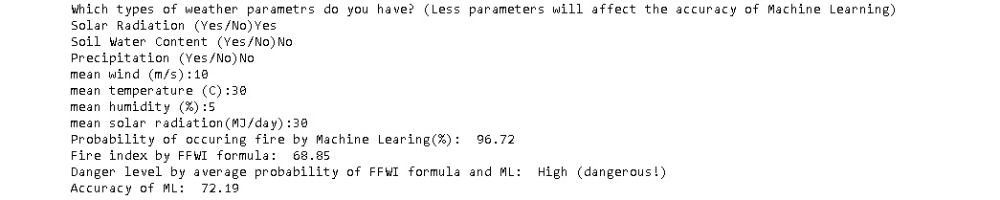 Which types of weather parametrs do you have? (Less parameters will affect the accuracy of Machine Learning)
Solar Radiation (Yes/No)Yes
Soil Water Content (Yes/No)No
Precipitation (Yes/No)No
mean wind (m/s):10
mean temperature (C):30
mean humidity (%):5
mean solar radiation(MJ/day):30
Probability of occuring fire by Machine Learing(%):  96.72
Fire index by FFWI formula:  68.85
Danger level by average probability of FFWI formula and ML:  High (dangerous!)
Accuracy of ML:  72.19